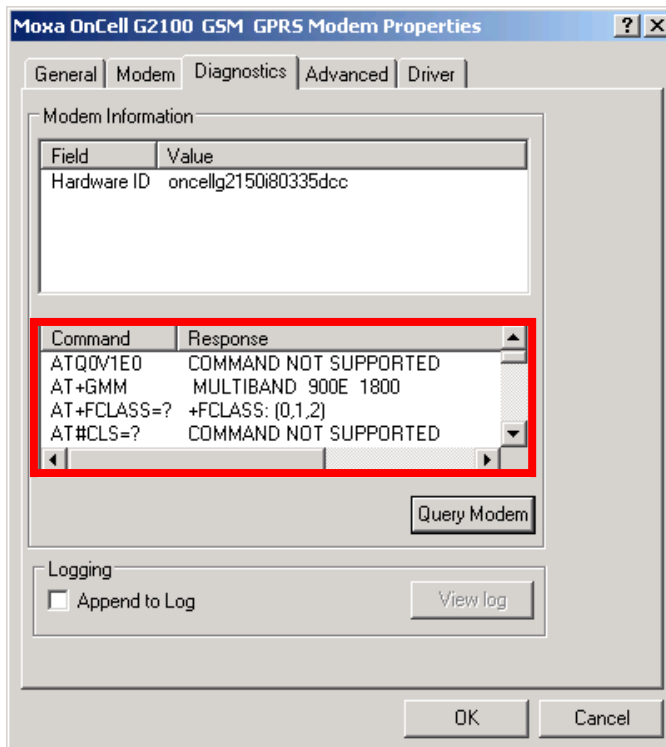 Moxa OnCell G2100 GSM GPRS Modem Properties ? X
General Modem Diagnostics Advanced Driver
Modem Information
Field Value
Hardware ID oncellg2150i80335dcc
Command Response
ATQ0V1E0 COMMAND NOT SUPPORTED
AT+GMM MULTIBAND 900E 1800
AT+FCLASS=? +FCLASS: (0,1,2)
AT#CLS=? COMMAND NOT SUPPORTED
Query Modem
Logging
Append to Log View log
OK Cancel